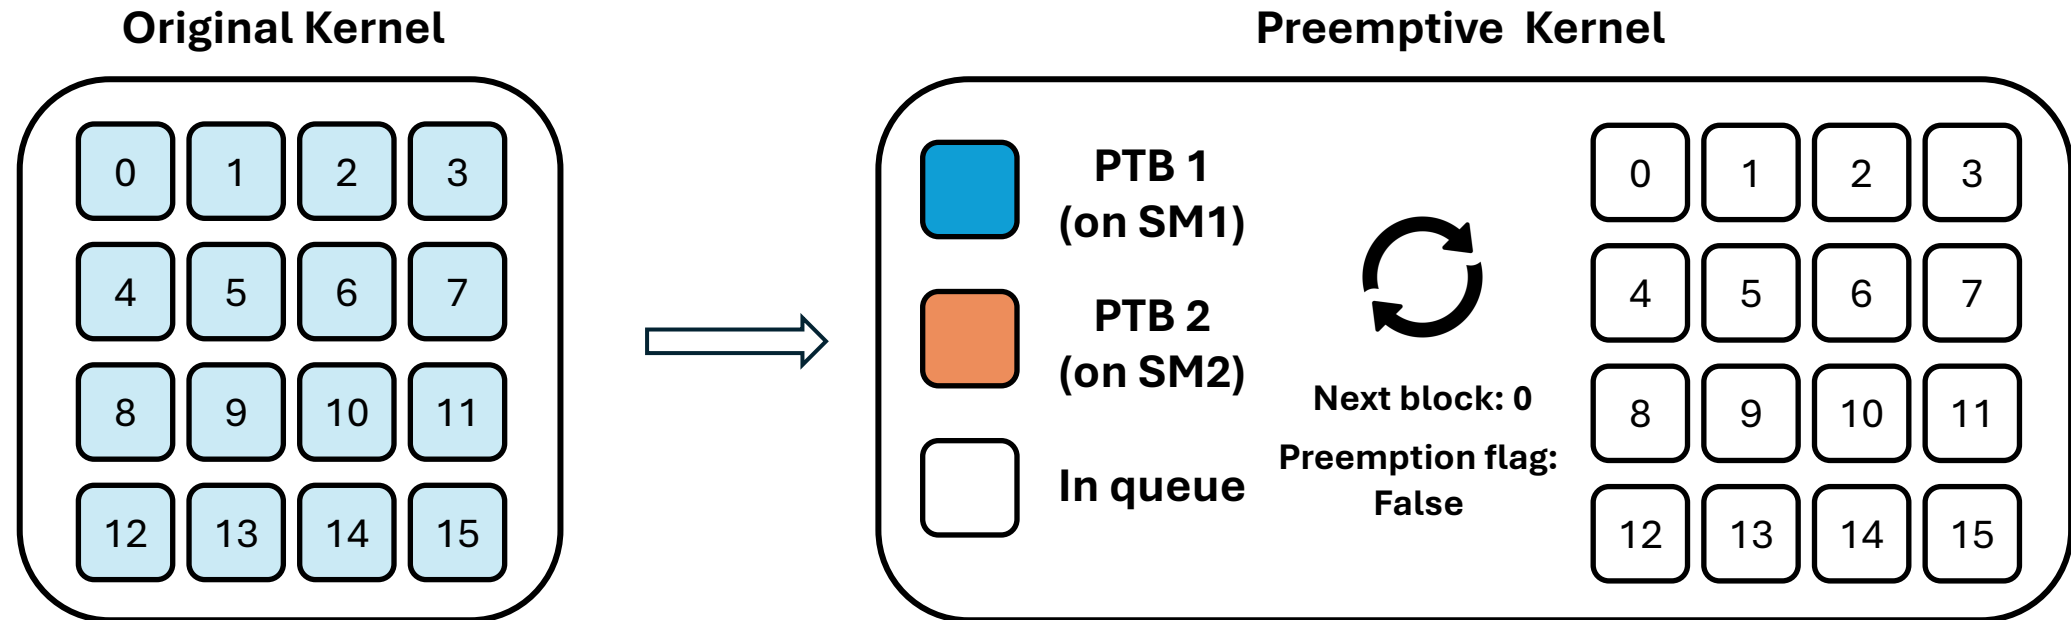 Original Kernel
0 1 2 3
4 5 6 7
8 9 10 11
12 13 14 15
Preemptive Kernel
PTB 1
(on SM1)
PTB 2
(on SM2)
In queue
Next block: 0
Preemption flag:
False
0 1 2 3
4 5 6 7
8 9 10 11
12 13 14 15